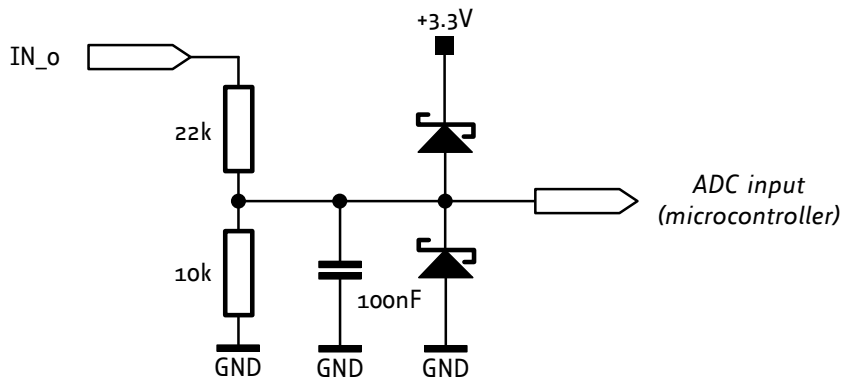 +3.3V
IN_0
22k
ADC input
(microcontroller)
10k
100nF
GND
GND
GND